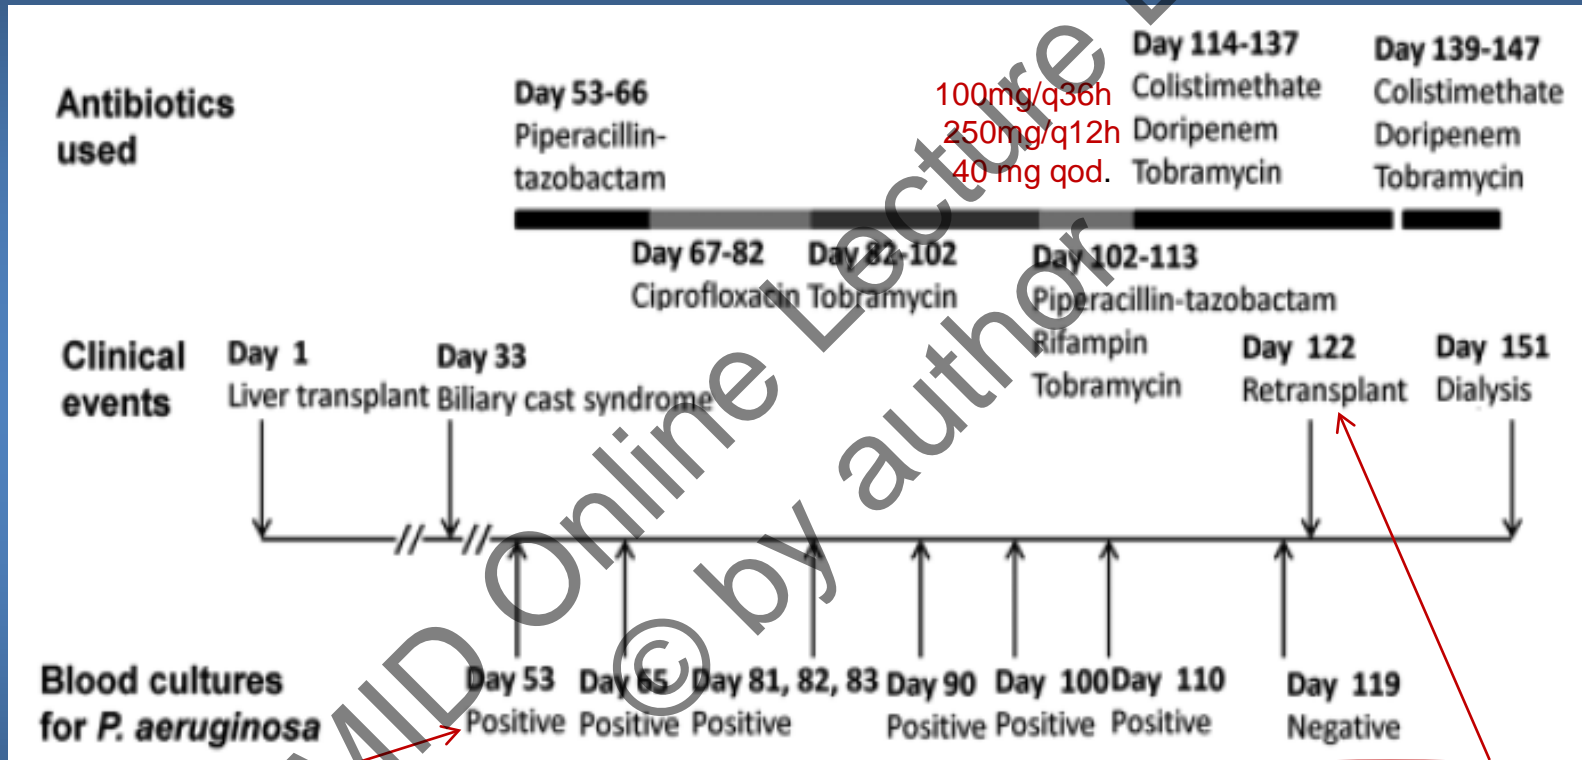 Antibiotics
used
Day 53-66
Piperacillin-
tazobactam
100mg/q36h
250mg/q12h
40 mg qod.
Day 114-137
Colistimethate
Doripenem
Tobramycin
Day 139-147
Colistimethate
Doripenem
Tobramycin
Day 67-82
Ciprofloxacin
Day 82-102
Tobramycin
Day 102-113
Piperacillin-tazobactam
Rifampin
Tobramycin
Clinical
events
Day 1
Liver transplant
Day 33
Biliary cast syndrome
Day 122
Retransplant
Day 151
Dialysis
Blood cultures
for P. aeruginosa
Day 53
Positive
Day 65
Positive
Day 81, 82, 83
Positive
Day 90
Positive
Day 100
Positive
Day 110
Positive
Day 119
Negative
MID Online Lecture
© by author